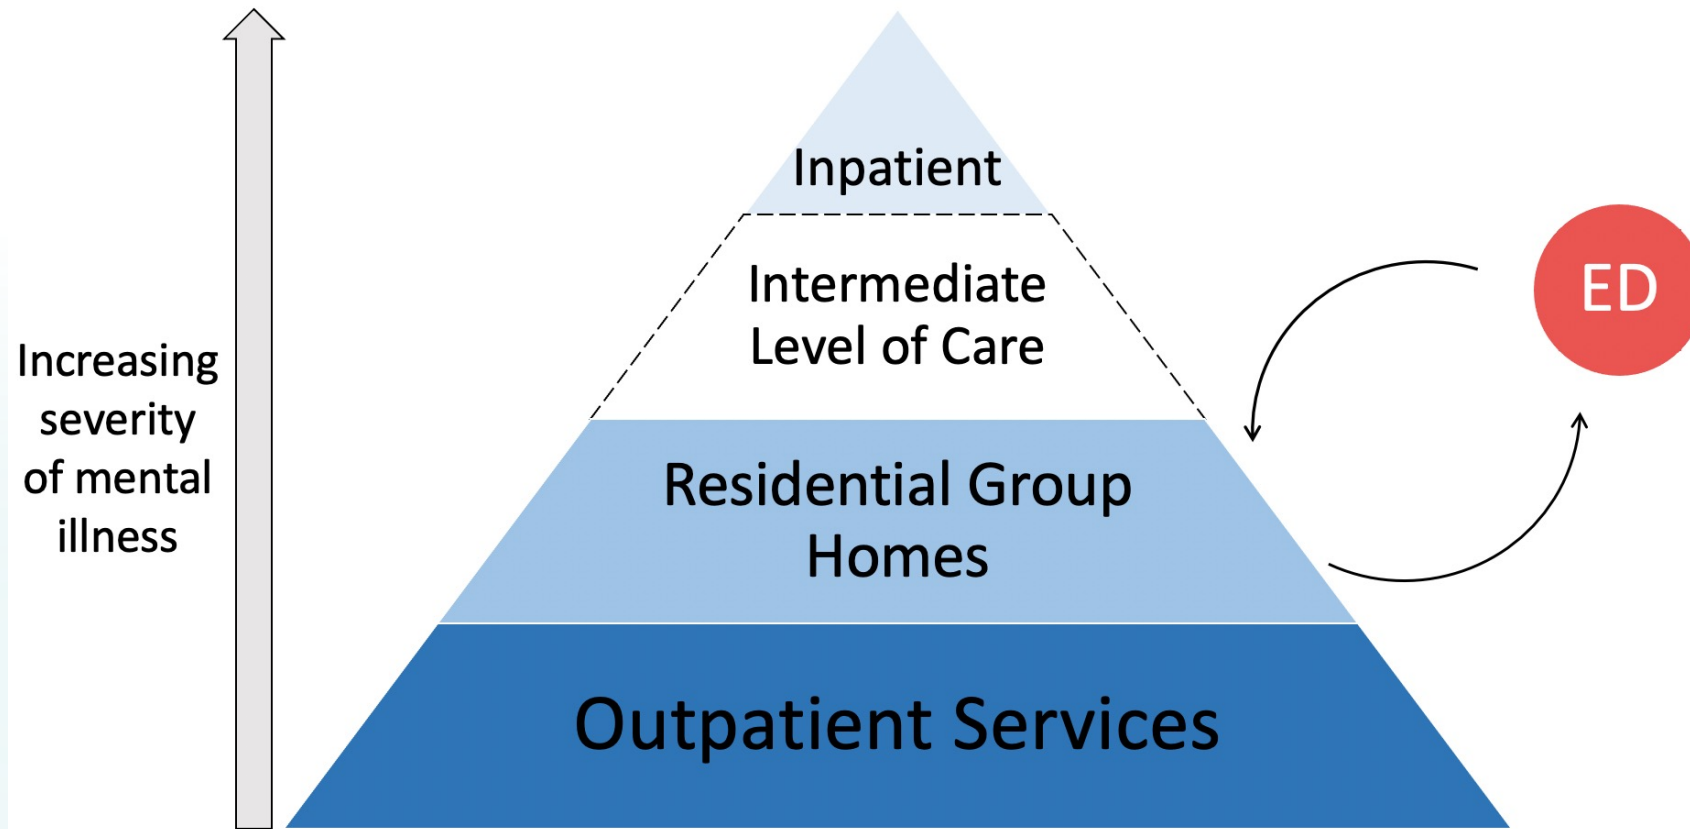 Inpatient
Intermediate
Level of Care
ED
Increasing
severity
of mental
illness
Residential Group
Homes
Outpatient Services